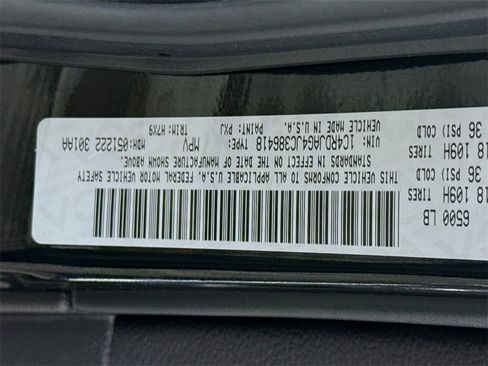 6500 LB
18 109H TIRES
36 PSI) COLD
18 109H TIRES
36 PSI) COLD
THIS VEHICLE CONFORMS TO ALL APPLICABLE U.S.A. FEDERAL MOTOR VEHICLE SAFETY
STANDARDS IN EFFECT ON THE DATE OF MANUFACTURE SHOWN ABOVE
VIN: 1C4RDJAG4JC386418 TYPE: MPV MDH:051222 301AA
VEHICLE MADE IN U.S.A. PAINT: PXJ TRIM: H7X9